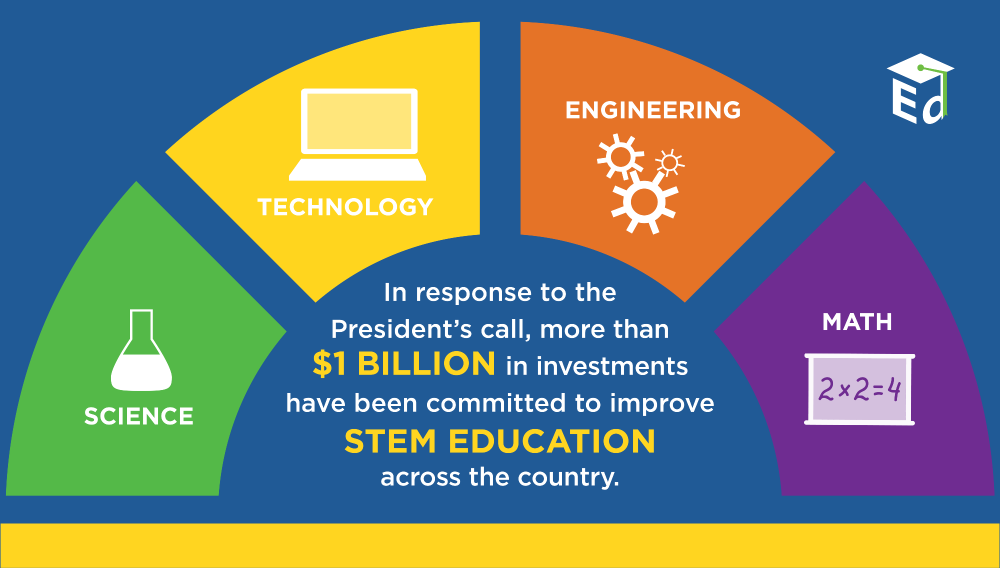 ENGINEERING
Ed
TECHNOLOGY
In response to the
President’s call, more than
$1 BILLION in investments
have been committed to improve
STEM EDUCATION
across the country.
SCIENCE
MATH
2×2=4